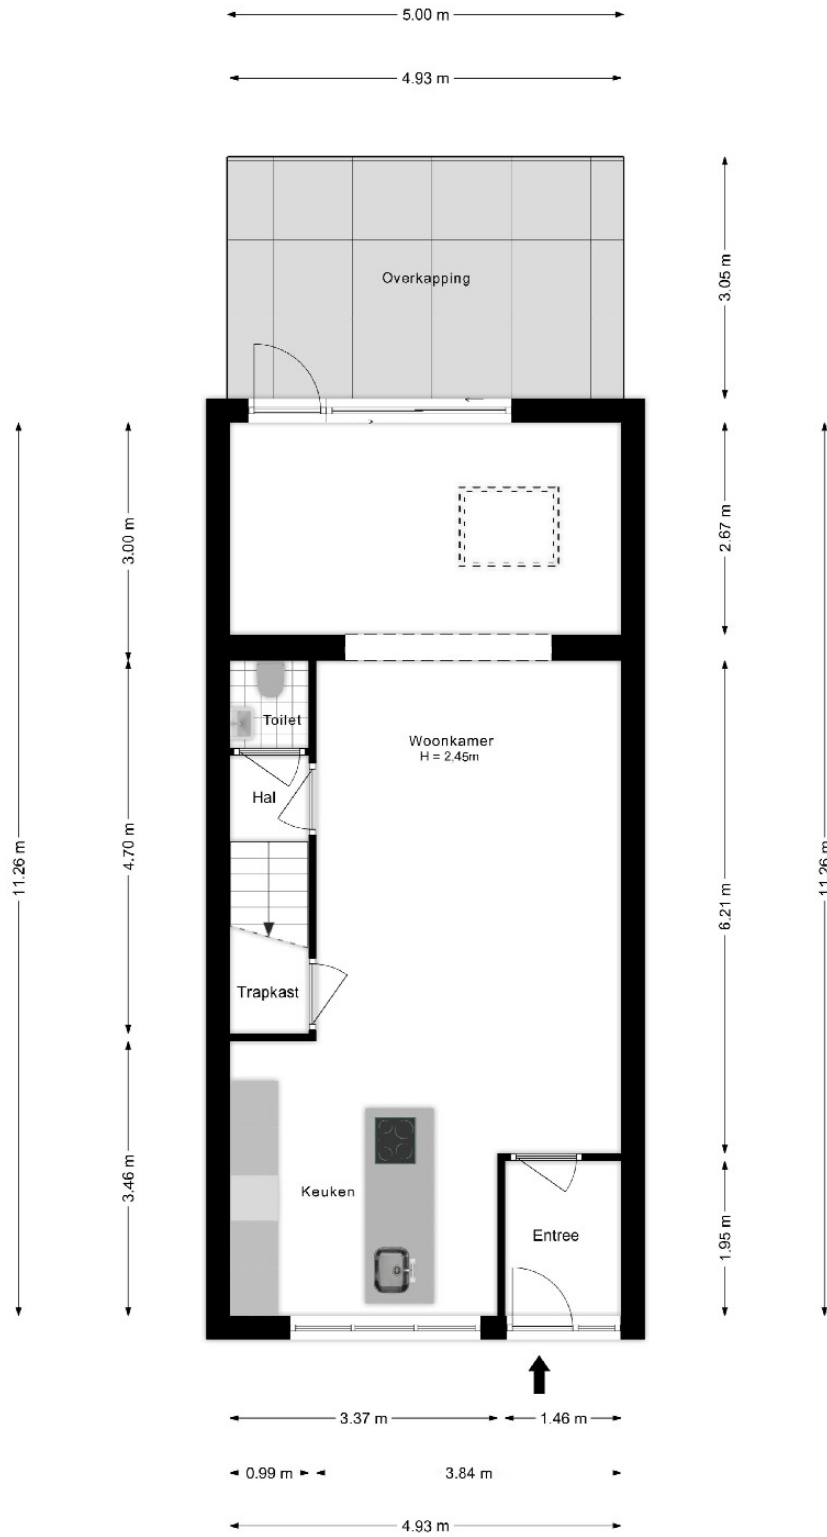 5.00 m
4.93 m
Overkapping
3.05 m
3.00 m
2.67 m
Toilet
Woonkamer
H = 2.45m
Hal
4.70 m
11.26 m
11.26 m
6.21 m
Trapkast
Keuken
3.46 m
Entree
1.95 m
3.37 m
1.46 m
0.99 m
3.84 m
4.93 m